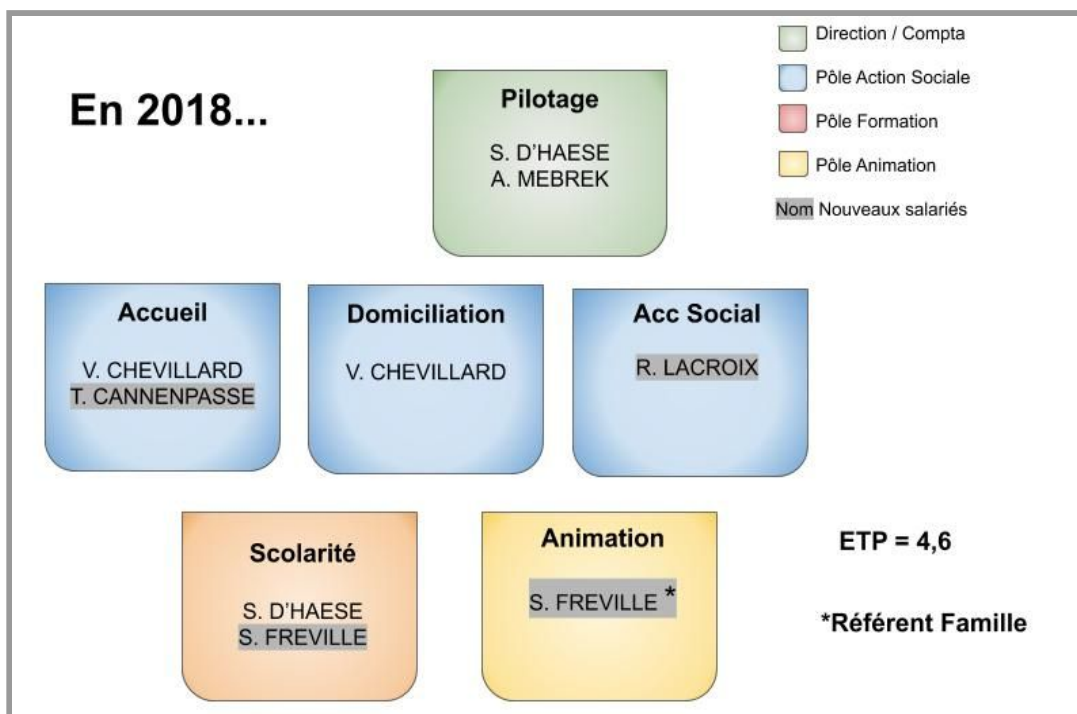 En 2018...
Direction / Compta
Pôle Action Sociale
Pôle Formation
Pôle Animation
Nom Nouveaux salariés
Pilotage
S. D'HAESE
A. MEBREK
Accueil
V. CHEVILLARD
T. CANNENPASSE
Domiciliation
V. CHEVILLARD
Acc Social
R. LACROIX
Scolarité
S. D'HAESE
S. FREVILLE
Animation
S. FREVILLE *
ETP = 4,6
*Référent Famille